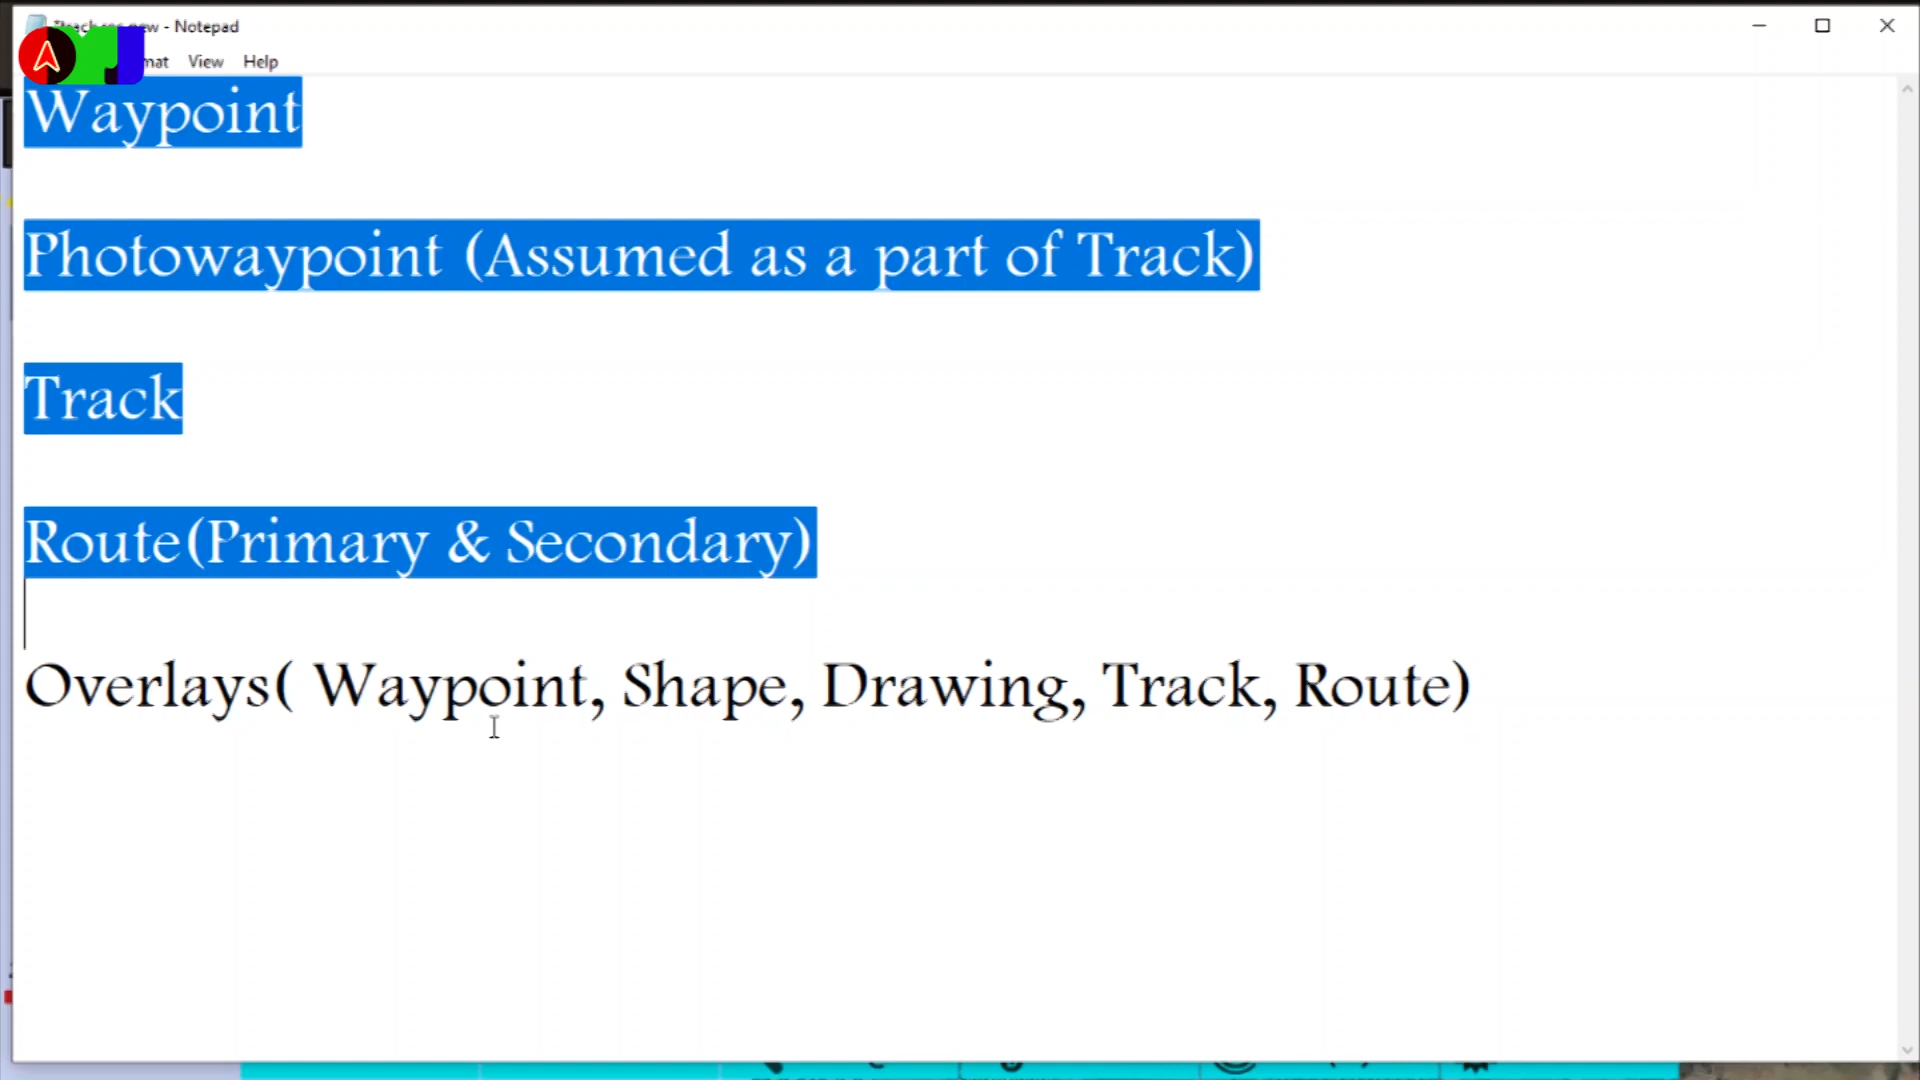 - Notepad
View Help
Waypoint
Photowaypoint (Assumed as a part of Track)
Track
Route(Primary & Secondary)
Overlays( Waypoint, Shape, Drawing, Track, Route)